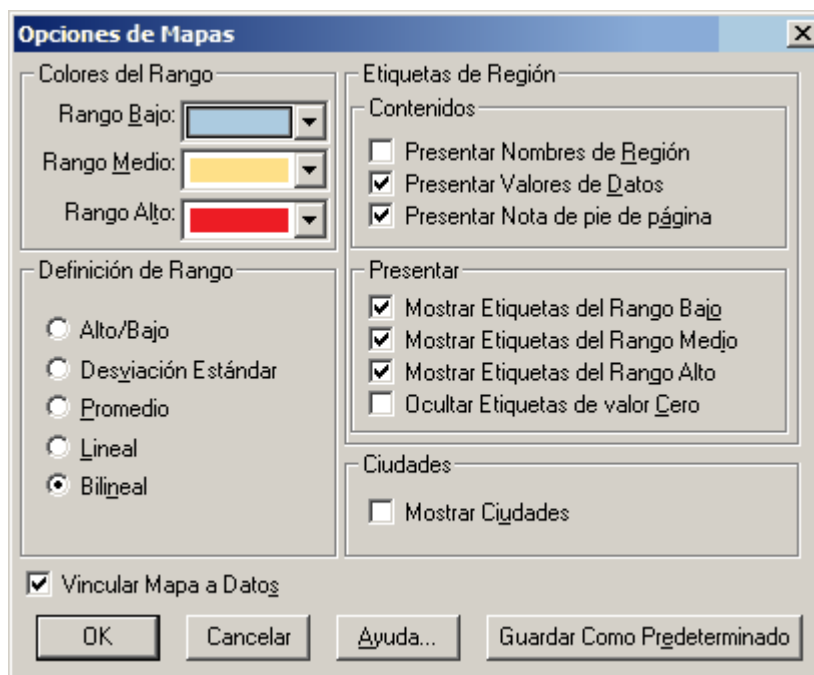 Opciones de Mapas
Colores del Rango
Rango Bajo:
Rango Medio:
Rango Alto:
Definición de Rango
Alto/Bajo
Desviación Estándar
Promedio
Lineal
Bilineal
Etiquetas de Región
Contenidos
Presentar Nombres de Región
Presentar Valores de Datos
Presentar Nota de pie de página
Presentar
Mostrar Etiquetas del Rango Bajo
Mostrar Etiquetas del Rango Medio
Mostrar Etiquetas del Rango Alto
Ocultar Etiquetas de valor Cero
Ciudades
Mostrar Ciudades
Vincular Mapa a Datos
OK
Cancelar
Ayuda...
Guardar Como Predeterminado